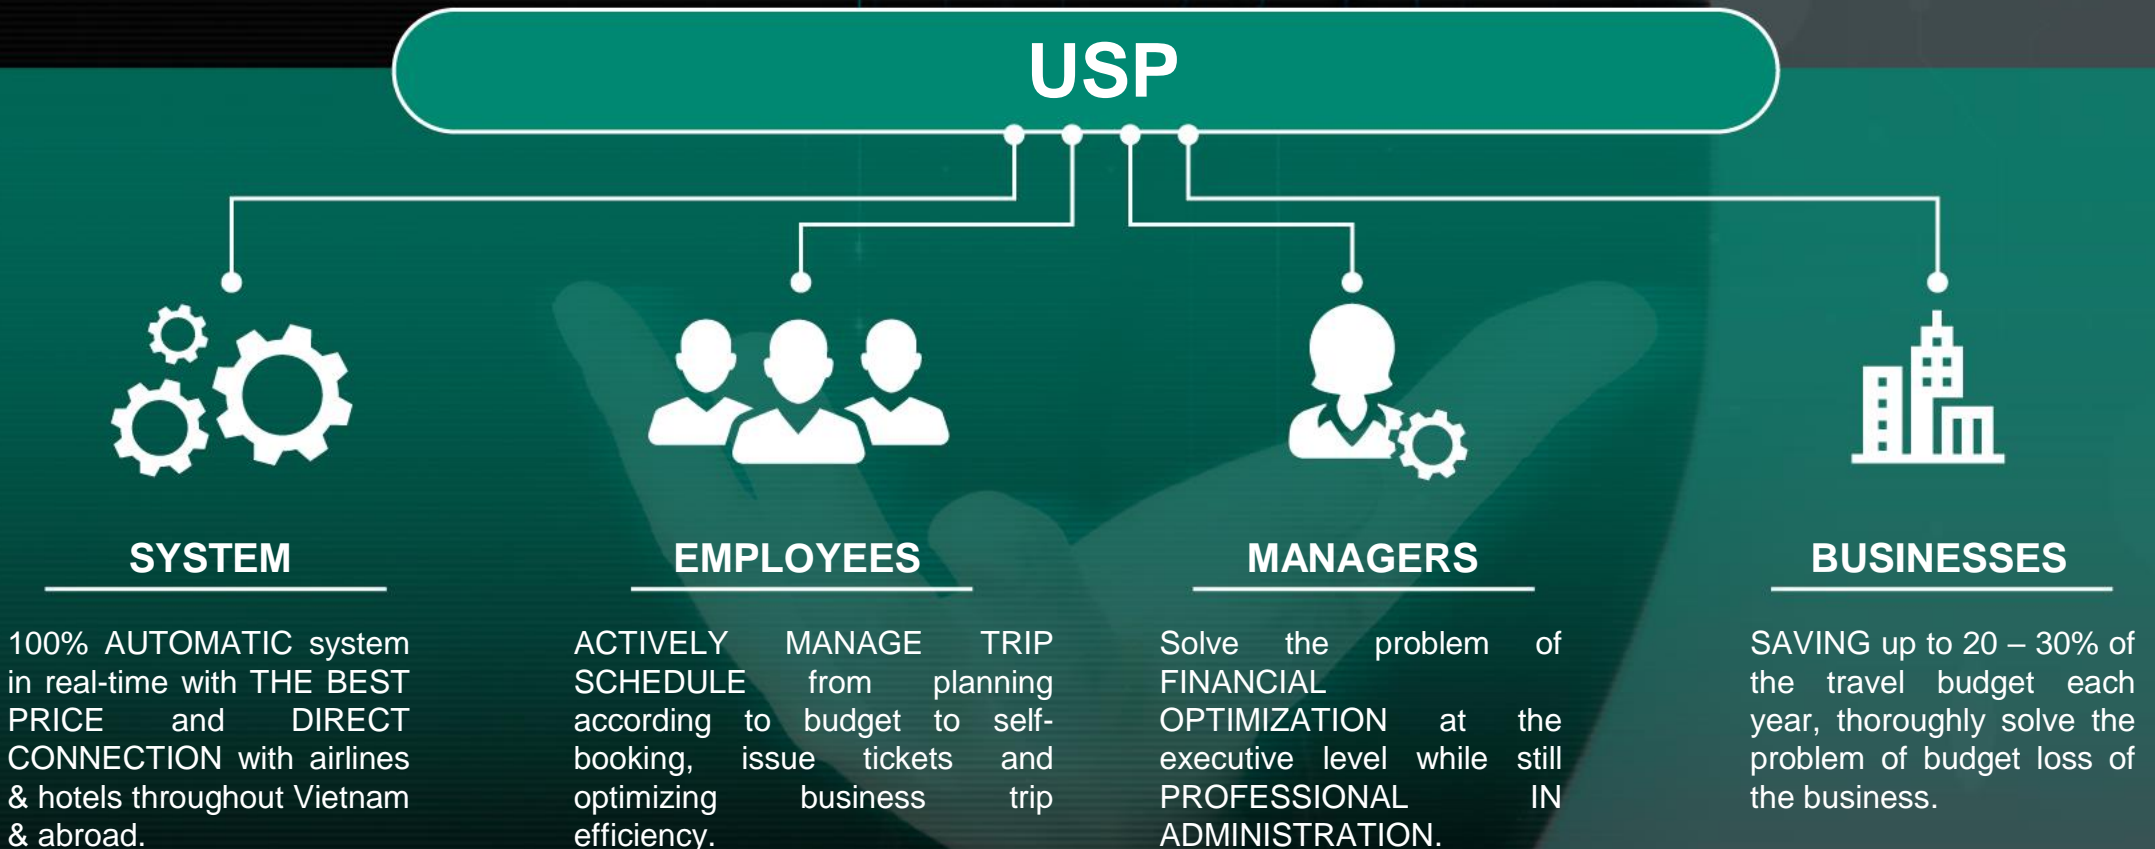 USP
SYSTEM
100% AUTOMATIC system
in real-time with THE BEST
PRICE and DIRECT
CONNECTION with airlines
& hotels throughout Vietnam
& abroad.
EMPLOYEES
ACTIVELY MANAGE TRIP
SCHEDULE from planning
according to budget to self-
booking, issue tickets and
optimizing business trip
efficiency.
MANAGERS
Solve the problem of
FINANCIAL
OPTIMIZATION at the
executive level while still
PROFESSIONAL IN
ADMINISTRATION.
BUSINESSES
SAVING up to 20 – 30% of
the travel budget each
year, thoroughly solve the
problem of budget loss of
the business.